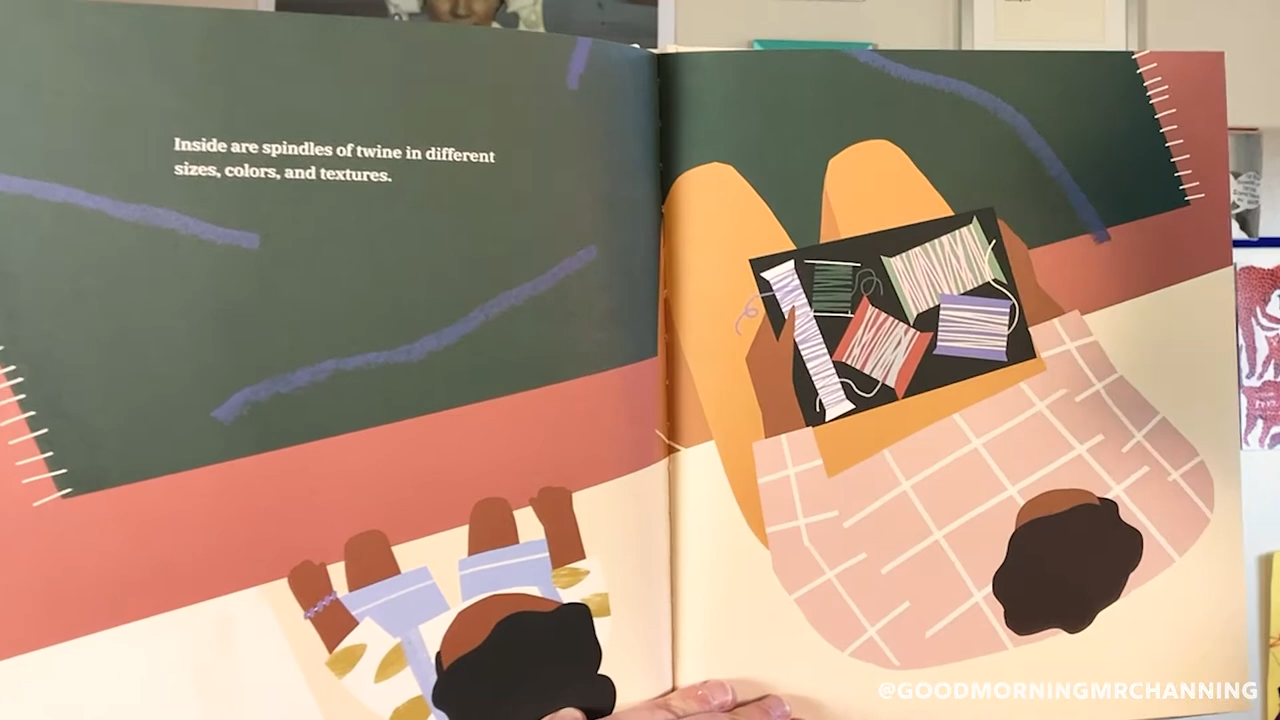 Inside are spindles of twine in different
sizes, colors, and textures.
@GOODMORNINGMRCHANNING